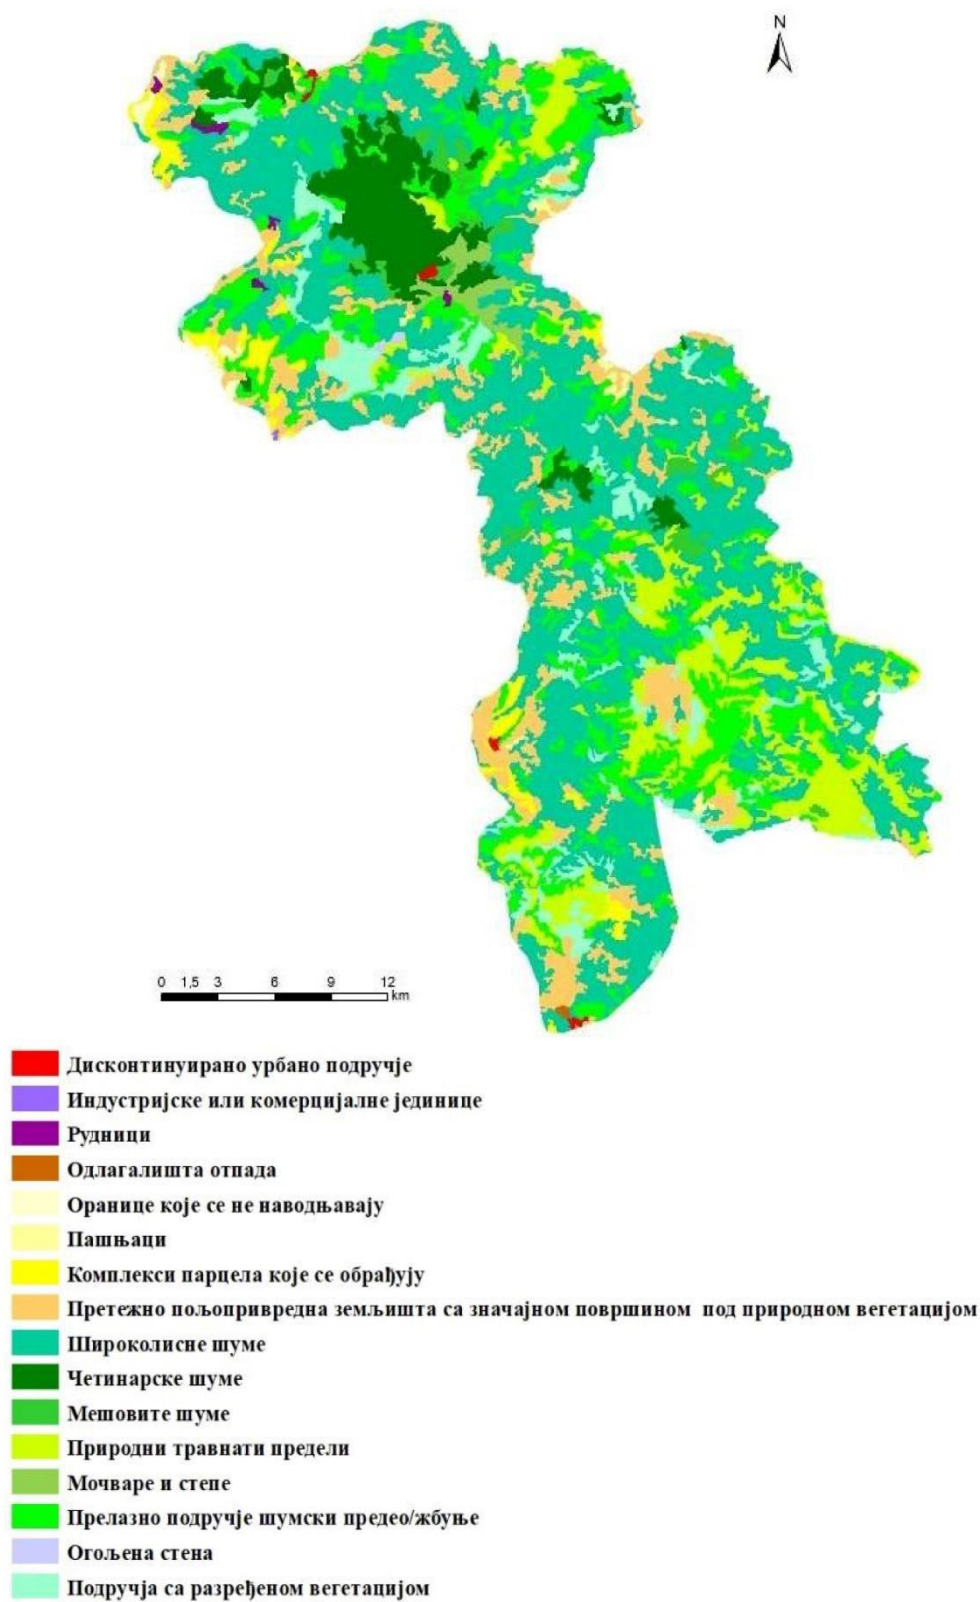 N
0 1,5 3 6 9 12
km
Дисконтинуирано урбано подручје
Индустријске или комерцијалне јединице
Рудници
Одлагалишта отпада
Оранице које се не наводњавају
Пашњаци
Комплекси парцела које се обрађују
Претежно пољопривредна земљишта са значајном површином под природном вегетацијом
Широколисне шуме
Четинарске шуме
Мешовите шуме
Природни травнати предели
Мочваре и степе
Прелазно подручје шумски предео/жбуње
Огољена стена
Подручја са разређеном вегетацијом